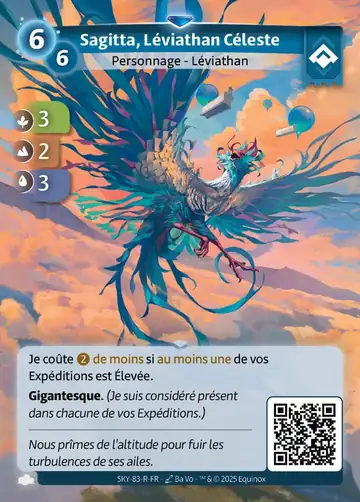 6
6
Sagitta, Léviathan Céleste
Personnage - Léviathan
3
2
3
Je coûte 2 de moins si au moins une de vos
Expéditions est Élevée.
Gigantesque. (Je suis considéré présent
dans chacune de vos Expéditions.)
Nous prîmes de l'altitude pour fuir les
turbulences de ses ailes.
SKY-83-R-FR - Ba Vo - ™ & © 2025 Equinox